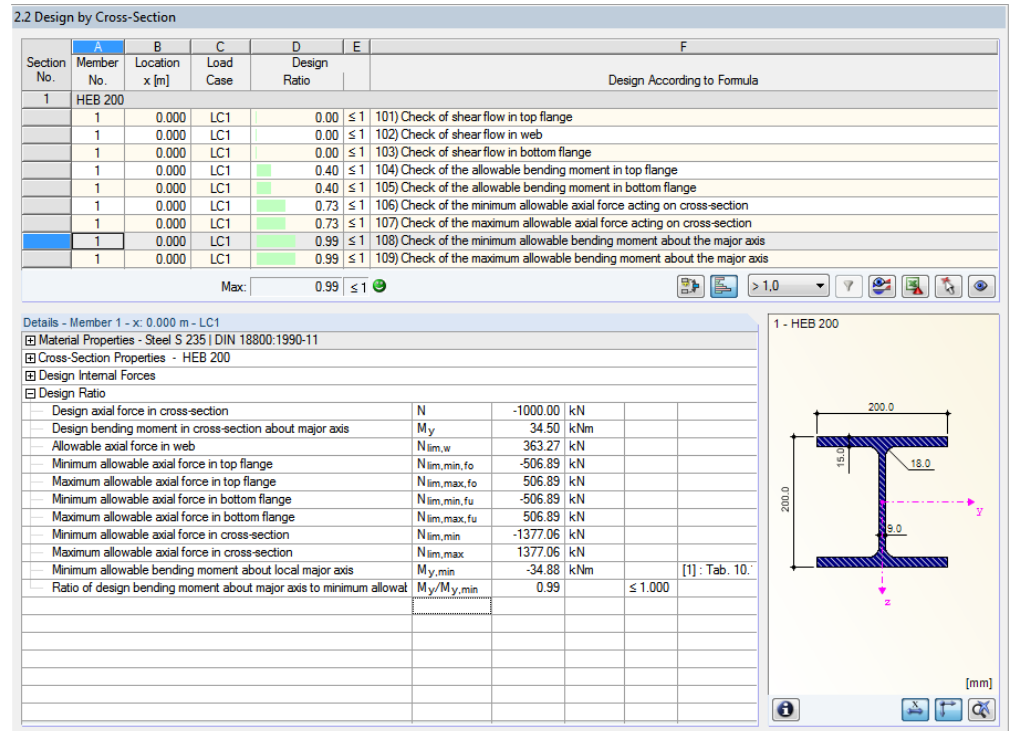 2.2 Design by Cross-Section
A B C D E F
Section Member Location Load Design
No. No. x [m] Case Ratio Design According to Formula
1 HEB 200
1 0.000 LC1 0.00 ≤ 1 101) Check of shear flow in top flange
1 0.000 LC1 0.00 ≤ 1 102) Check of shear flow in web
1 0.000 LC1 0.00 ≤ 1 103) Check of shear flow in bottom flange
1 0.000 LC1 0.40 ≤ 1 104) Check of the allowable bending moment in top flange
1 0.000 LC1 0.40 ≤ 1 105) Check of the allowable bending moment in bottom flange
1 0.000 LC1 0.73 ≤ 1 106) Check of the minimum allowable axial force acting on cross-section
1 0.000 LC1 0.73 ≤ 1 107) Check of the maximum allowable axial force acting on cross-section
1 0.000 LC1 0.99 ≤ 1 108) Check of the minimum allowable bending moment about the major axis
1 0.000 LC1 0.99 ≤ 1 109) Check of the maximum allowable bending moment about the major axis
Max: 0.99 ≤ 1 > 1,0
Details - Member 1 - x: 0.000 m - LC1
Material Properties - Steel S 235 | DIN 18800:1990-11
Cross-Section Properties - HEB 200
Design Internal Forces
Design Ratio
Design axial force in cross-section N -1000.00 kN
Design bending moment in cross-section about major axis My 34.50 kNm
Allowable axial force in web Nlim,w 363.27 kN
Minimum allowable axial force in top flange Nlim,min,fo -506.89 kN
Maximum allowable axial force in top flange Nlim,max,fo 506.89 kN
Minimum allowable axial force in bottom flange Nlim,min,fu -506.89 kN
Maximum allowable axial force in bottom flange Nlim,max,fu 506.89 kN
Minimum allowable axial force in cross-section Nlim,min -1377.06 kN
Maximum allowable axial force in cross-section Nlim,max 1377.06 kN
Minimum allowable bending moment about local major axis My,min -34.88 kNm [1] : Tab. 10.
Ratio of design bending moment about major axis to minimum allowat My/My,min 0.99 ≤ 1.000
1 - HEB 200
200.0
15.0
18.0
200.0
y
9.0
z
[mm]